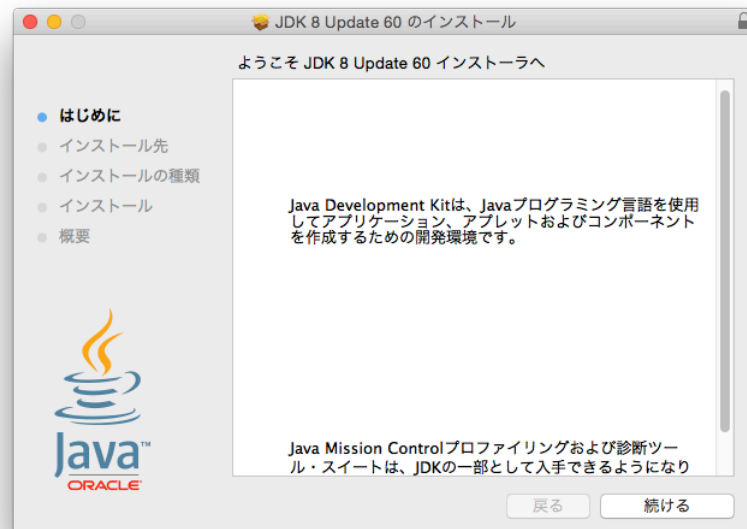 JDK 8 Update 60 のインストール
ようこそ JDK 8 Update 60 インストーラへ
はじめに
インストール先
インストールの種類
インストール
概要
Java Development Kitは、Javaプログラミング言語を使用
してアプリケーション、アプレットおよびコンポーネント
を作成するための開発環境です。
Java Mission Controlプロファイリングおよび診断ツー
ル・スイートは、JDKの一部として入手できるようになり
Java™
ORACLE
戻る
続ける